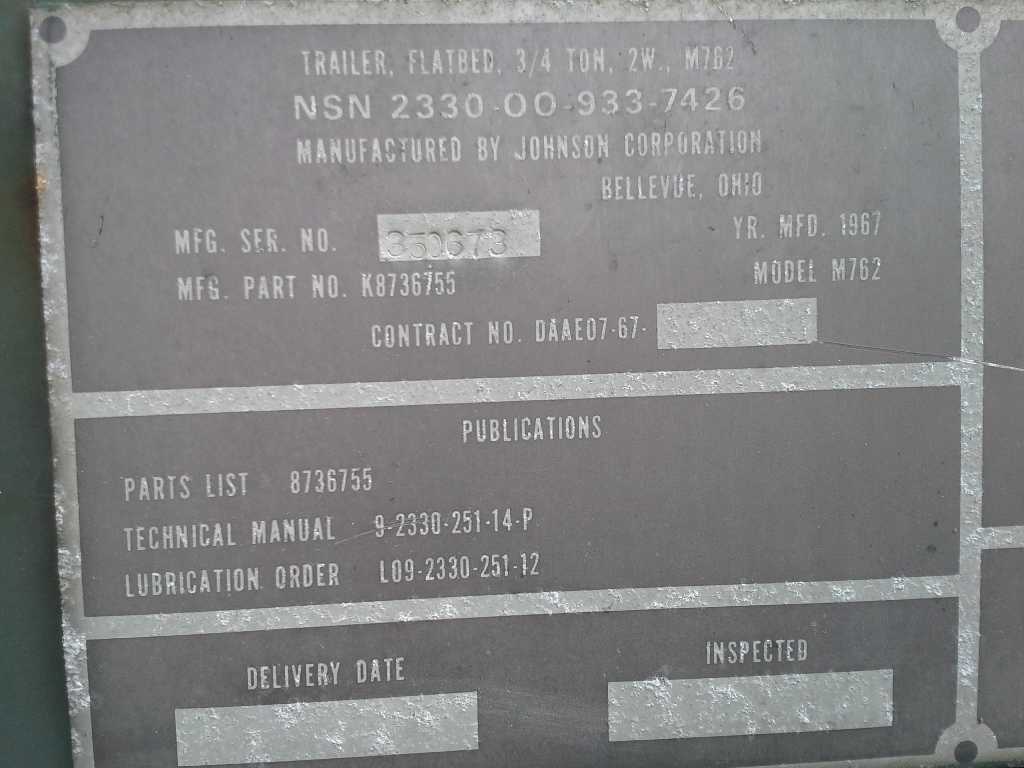 TRAILER, FLATBED, 3/4 TON, 2W., M762
NSN 2330-00-933-7426
MANUFACTURED BY JOHNSON CORPORATION
BELLEVUE, OHIO
MFG. SER. NO. 350673 YR. MFD. 1967
MFG. PART NO. K8736755 MODEL M762
CONTRACT NO. DAAE07-67-
PUBLICATIONS
PARTS LIST 8736755
TECHNICAL MANUAL 9-2330-251-14-P
LUBRICATION ORDER LO9-2330-251-12
DELIVERY DATE INSPECTED